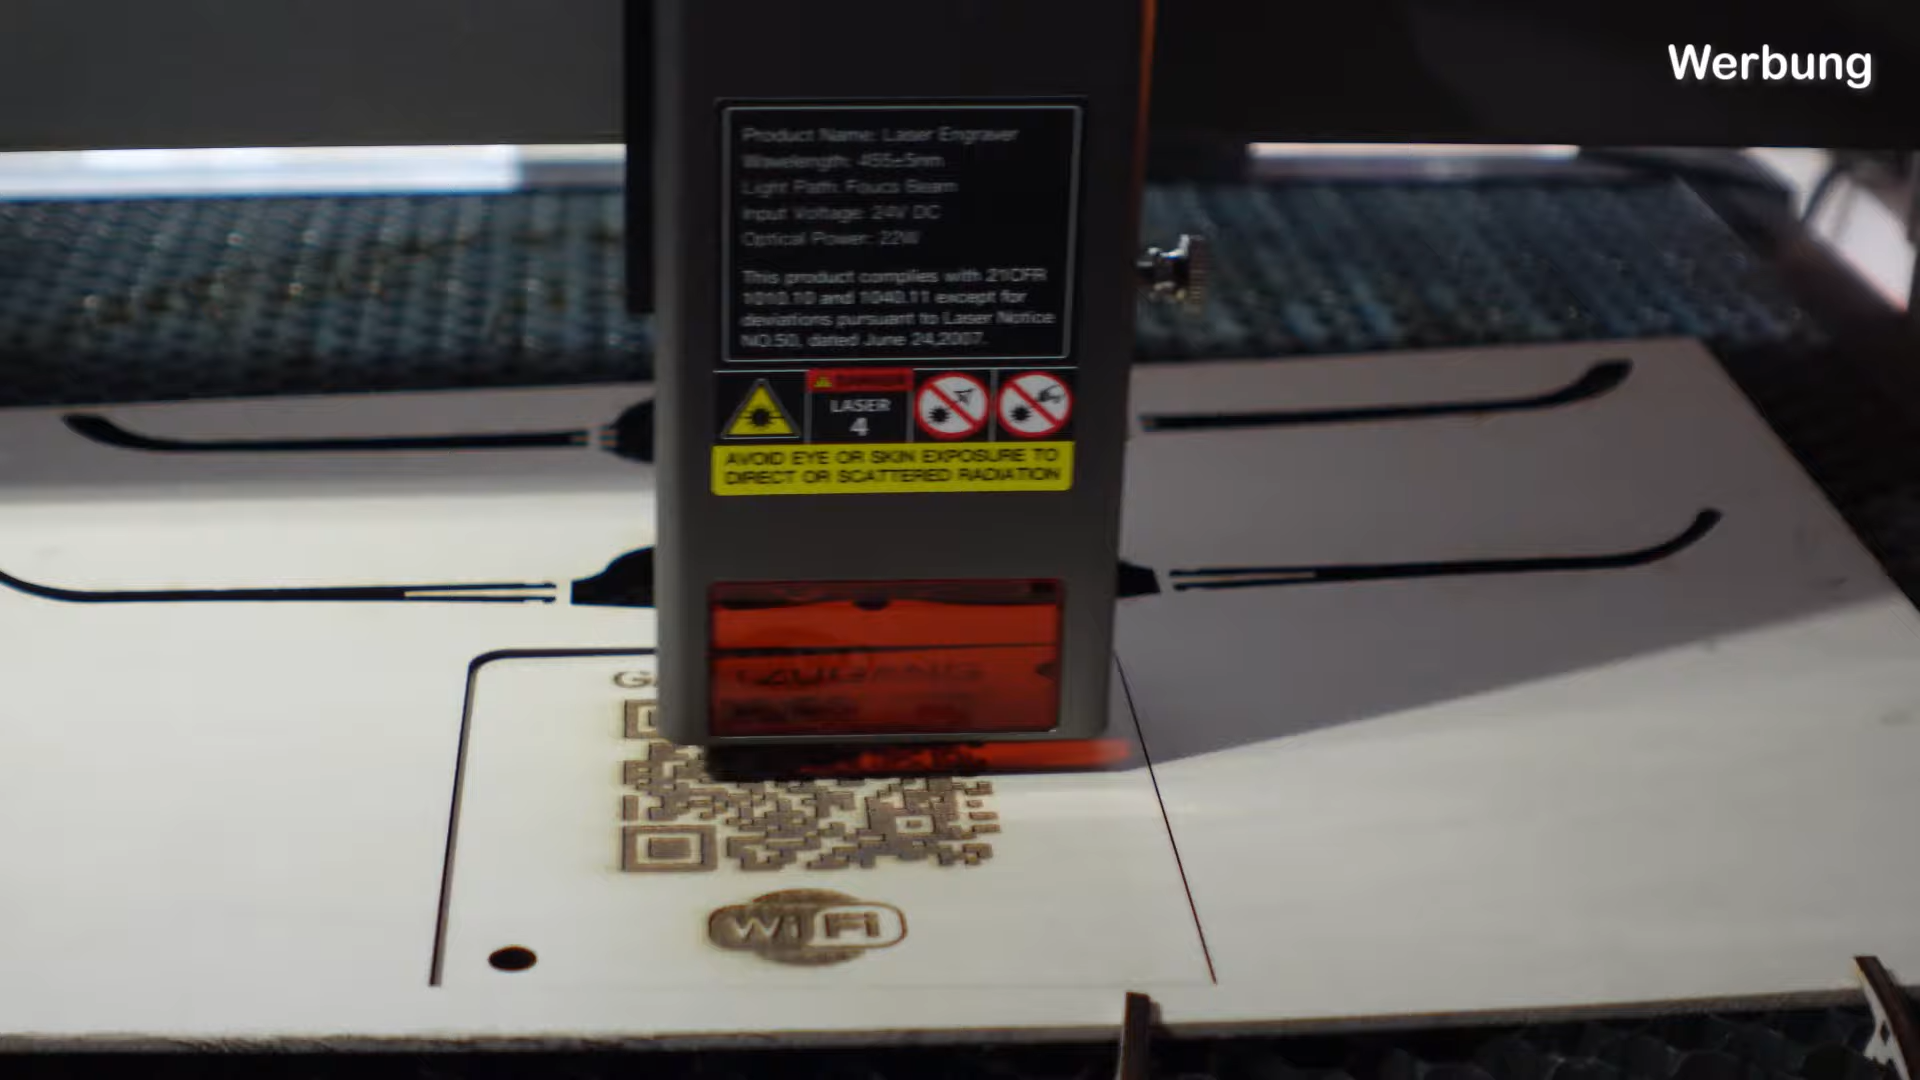 Werbung
Product Name: Laser Engraver
Wavelength: 455±5nm
Light Path: Foucs Beam
Input Voltage: 24V DC
Optical Power: 22W
This product complies with 21CFR
1010.10 and 1040.11 except for
deviations pursuant to Laser Notice
NO.50, dated June 24,2007.
DANGER
LASER
4
AVOID EYE OR SKIN EXPOSURE TO
DIRECT OR SCATTERED RADIATION
WiFi